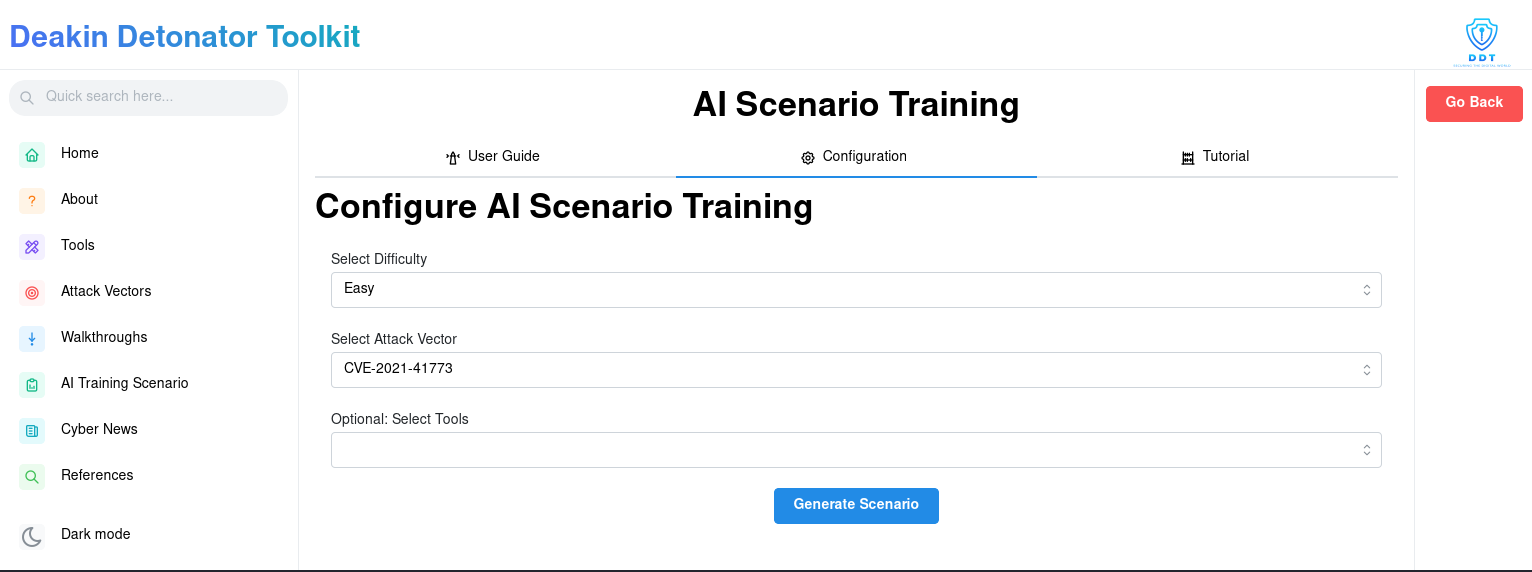 Deakin Detonator Toolkit
DDT
Quick search here...
Home
About
Tools
Attack Vectors
Walkthroughs
AI Training Scenario
Cyber News
References
Dark mode
AI Scenario Training
User Guide
Configuration
Tutorial
Configure AI Scenario Training
Select Difficulty
Easy
Select Attack Vector
CVE-2021-41773
Optional: Select Tools
Generate Scenario
Go Back